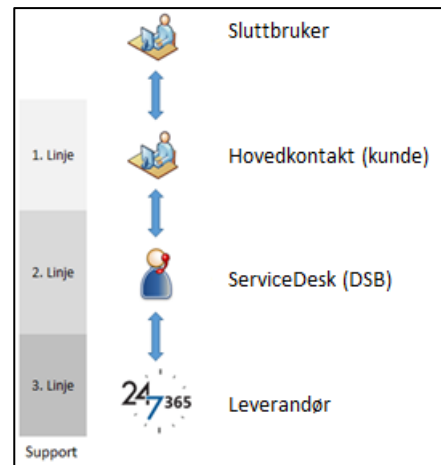 Sluttbruker
1. Linje
Hovedkontakt (kunde)
2. Linje
ServiceDesk (DSB)
3. Linje
24 7 365
Leverandør
Support